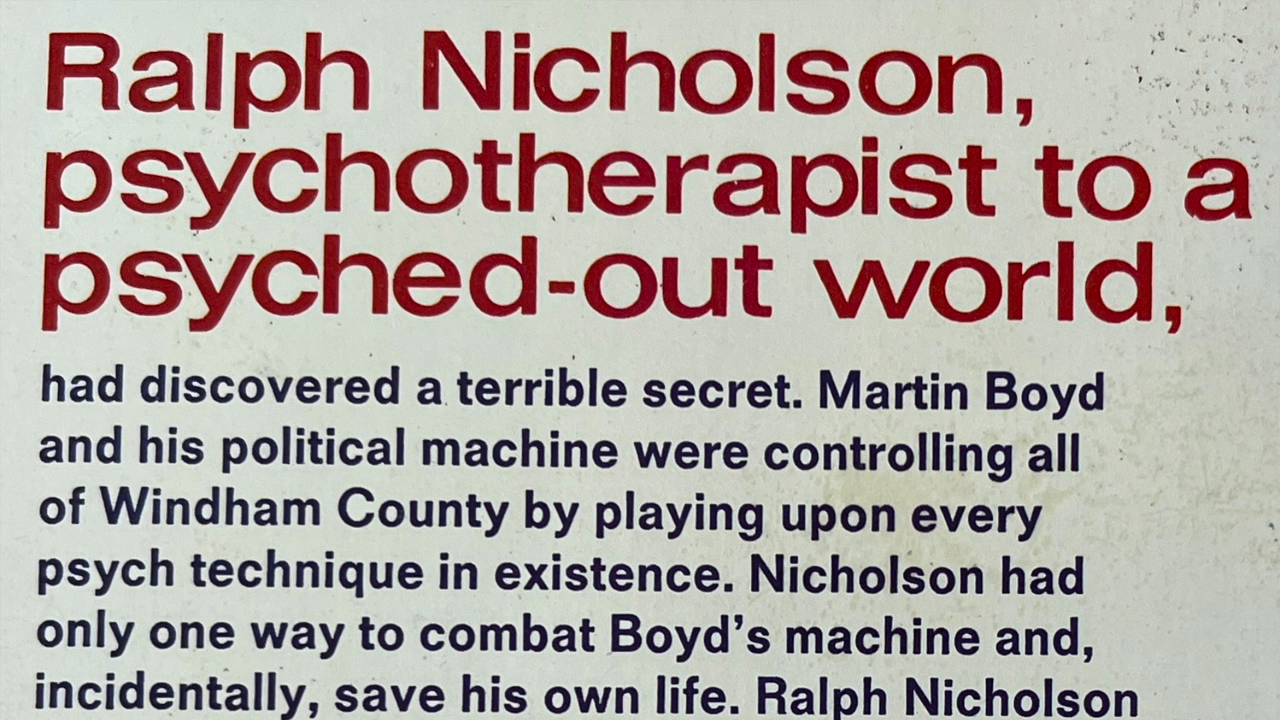 Ralph Nicholson,
psychotherapist to a
psyched-out world,
had discovered a terrible secret. Martin Boyd
and his political machine were controlling all
of Windham County by playing upon every
psych technique in existence. Nicholson had
only one way to combat Boyd’s machine and,
incidentally, save his own life. Ralph Nicholson